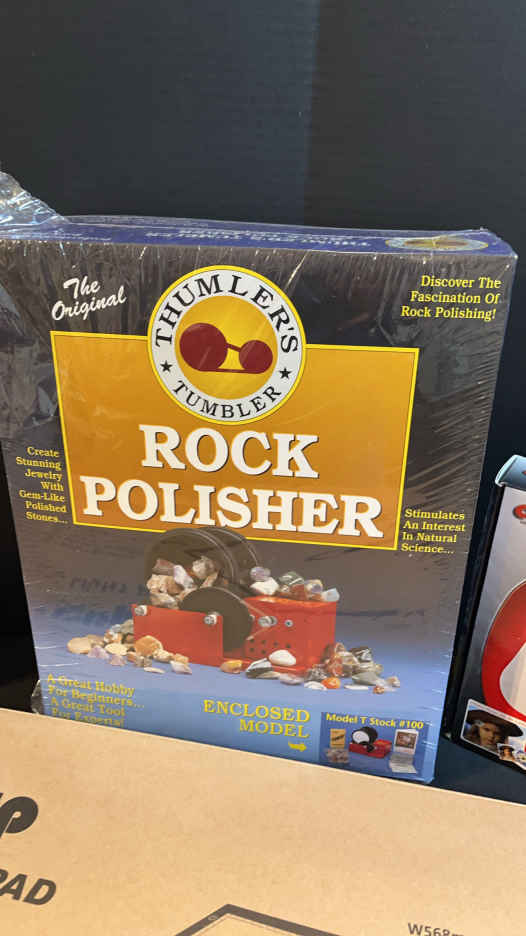 The
Original
THUMLER'S
TUMBLER
Discover The
Fascination Of
Rock Polishing!
ROCK
POLISHER
Create
Stunning
Jewelry
With
Gem-Like
Polished
Stones...
Stimulates
An Interest
In Natural
Science...
A Great Hobby
For Beginners...
A Great Tool
For Experts!
ENCLOSED
MODEL
Model T Stock #100
PAD
W568